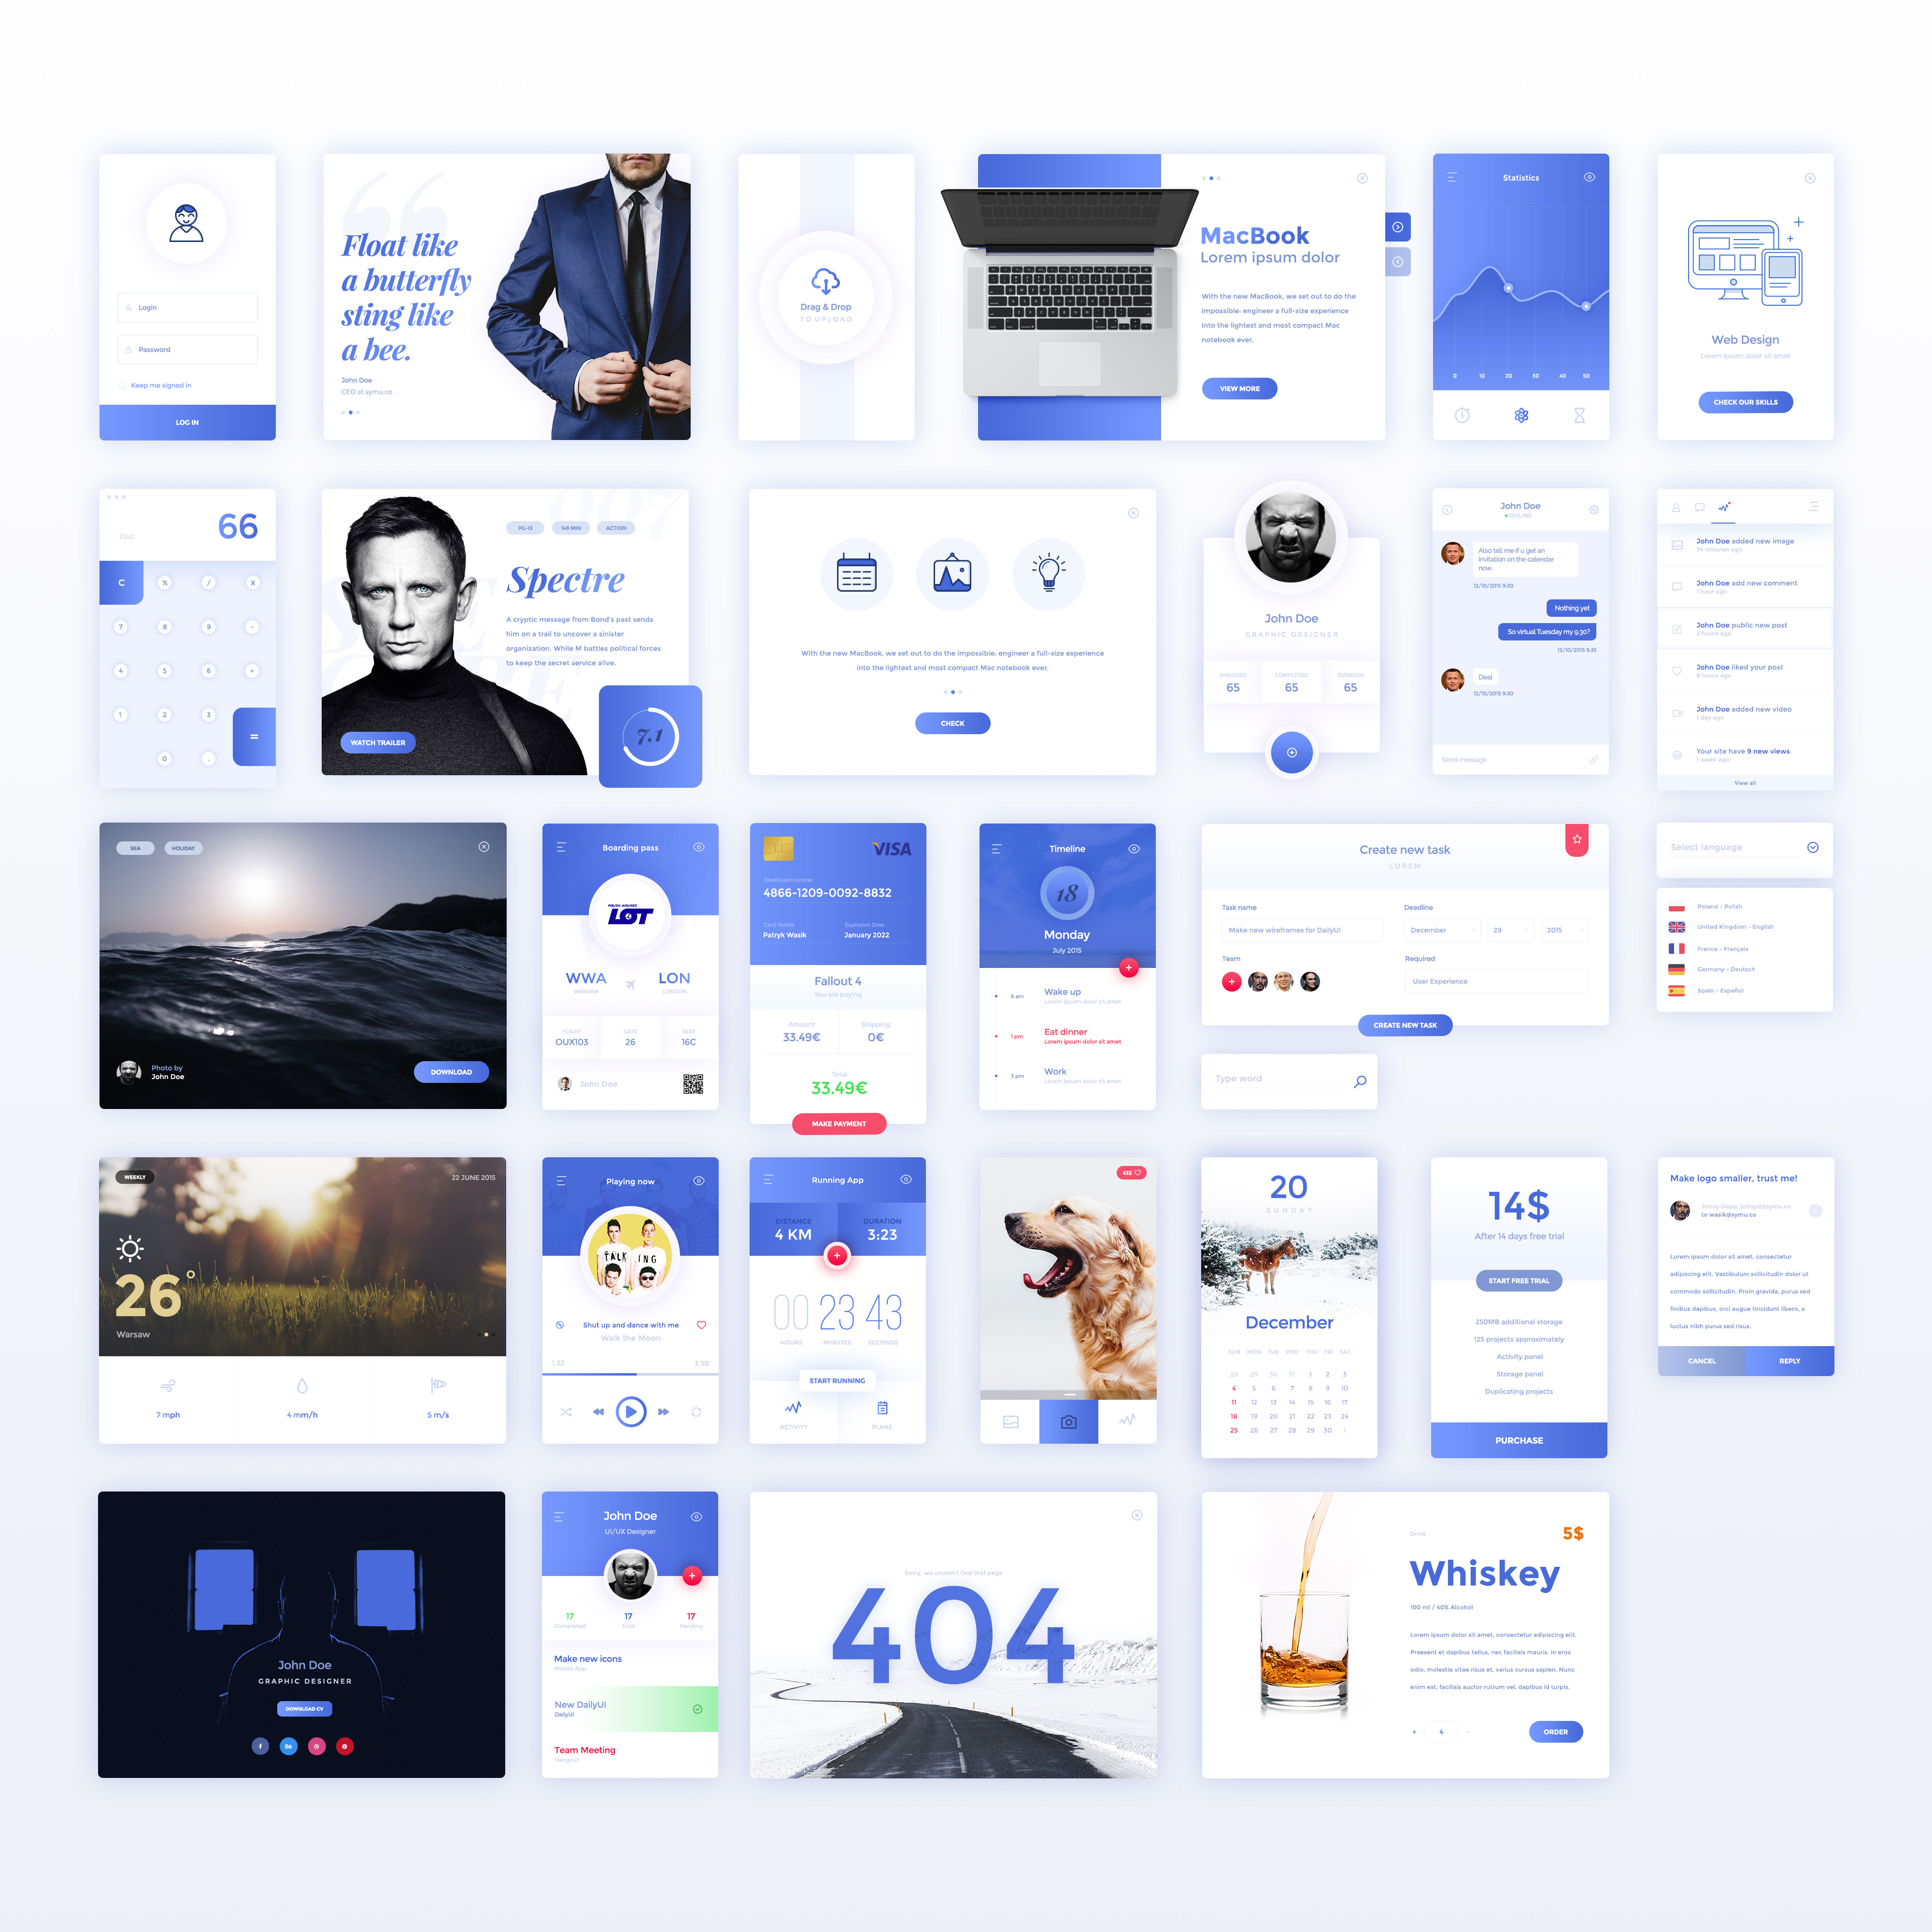 Login
Password
Keep me signed in
LOG IN
Float like
a butterfly
sting like
a bee.
John Doe
CEO at symu.co
Drag & Drop
TO UPLOAD
MacBook
Lorem ipsum dolor
With the new MacBook, we set out to do the
impossible: engineer a full-size experience
into the lightest and most compact Mac
notebook ever.
VIEW MORE
Statistics
0 10 20 30 40 50
Web Design
Lorem ipsum dolor sit amet
CHECK OUR SKILLS
66
C % / X
7 8 9 -
4 5 6 +
1 2 3
0 . =
007
PG-13 148 MIN ACTION
Spectre
A cryptic message from Bond's past sends
him on a trail to uncover a sinister
organization. While M battles political forces
to keep the secret service alive.
WATCH TRAILER
7.1
With the new MacBook, we set out to do the impossible: engineer a full-size experience
into the lightest and most compact Mac notebook ever.
CHECK
John Doe
GRAPHIC DESIGNER
COMPLETED OVERDUE
65 65 65
John Doe
ONLINE
Also tell me if u get an
invitation on the calendar
now.
12/10/2015 9:30
Nothing yet
So virtual Tuesday my 9.30?
12/10/2015 9:35
Deal
12/10/2015 9:30
Send message
John Doe added new image
34 minutes ago
John Doe add new comment
1 hour ago
John Doe public new post
2 hours ago
John Doe liked your post
6 hours ago
John Doe added new video
1 day ago
Your site have 9 new views
1 week ago
View all
SEA HOLIDAY
Photo by
John Doe
DOWNLOAD
Boarding pass
POLISH AIRLINES
LOT
WWA LON
WARSAW LONDON
FLIGHT GATE SEAT
OUX103 26 16C
John Doe
VISA
Creditcard number
4866-1209-0092-8832
Card Holder Expiration Date
Patryk Wasik January 2022
Fallout 4
You are paying
Amount Shipping
33.49€ 0€
Total
33.49€
MAKE PAYMENT
Timeline
18
Monday
July 2015
6 am Wake up
Lorem ipsum dolor sit amet
1 pm Eat dinner
Lorem ipsum dolor sit amet
3 pm Work
Lorem ipsum dolor sit amet
Create new task
LOREM
Task name Deadline
Make new wireframes for DailyUI December 29 2015
Team Required
User Experience
CREATE NEW TASK
Type word
Select language
Poland - Polish
United Kingdom - English
France - Français
Germany - Deutsch
Spain - Español
WEEKLY 22 JUNE 2015
26°
Warsaw
7 mph 4 mm/h 5 m/s
Playing now
TALK ING
Shut up and dance with me
Walk the Moon
1.32 3.50
Running App
DISTANCE DURATION
4 KM 3:23
00 23 43
HOURS MINUTES SECONDS
START RUNNING
ACTIVITY PLANS
432
20
SUNDAY
December
SUN MON TUE WED THU FRI SAT
28 29 30 31 1 2 3
4 5 6 7 8 9 10
11 12 13 14 15 16 17
18 19 20 21 22 23 24
25 26 27 28 29 30 1
14$
After 14 days free trial
START FREE TRIAL
250MB additional storage
125 projects approximately
Activity panel
Storage panel
Duplicating projects
PURCHASE
Make logo smaller, trust me!
Johny Depp, johnyd@symu.co
to wasik@symu.co
Lorem ipsum dolor sit amet, consectetur
adipiscing elit. Vestibulum sollicitudin dolor ut
commodo sollicitudin. Proin gravida, purus sed
finibus dapibus, orci augue tincidunt libero, a
luctus nibh purus sed risus.
CANCEL REPLY
John Doe
GRAPHIC DESIGNER
DOWNLOAD CV
f Bē
John Doe
UI/UX Designer
17 17 17
Completed Pending
Make new icons
Mobile App
New DailyUI
DailyUI
Team Meeting
Hangout
Sorry, we couldn't find that page
404
Drink 5$
Whiskey
100 ml / 40% Alcohol
Lorem ipsum dolor sit amet, consectetur adipiscing elit.
Praesent et dapibus tellus, nec facilisis mauris. In eros
odio, molestie vitae risus et, varius cursus sapien. Nunc
enim est, facilisis auctor rutrum vel, dapibus id turpis.
+ 4 - ORDER